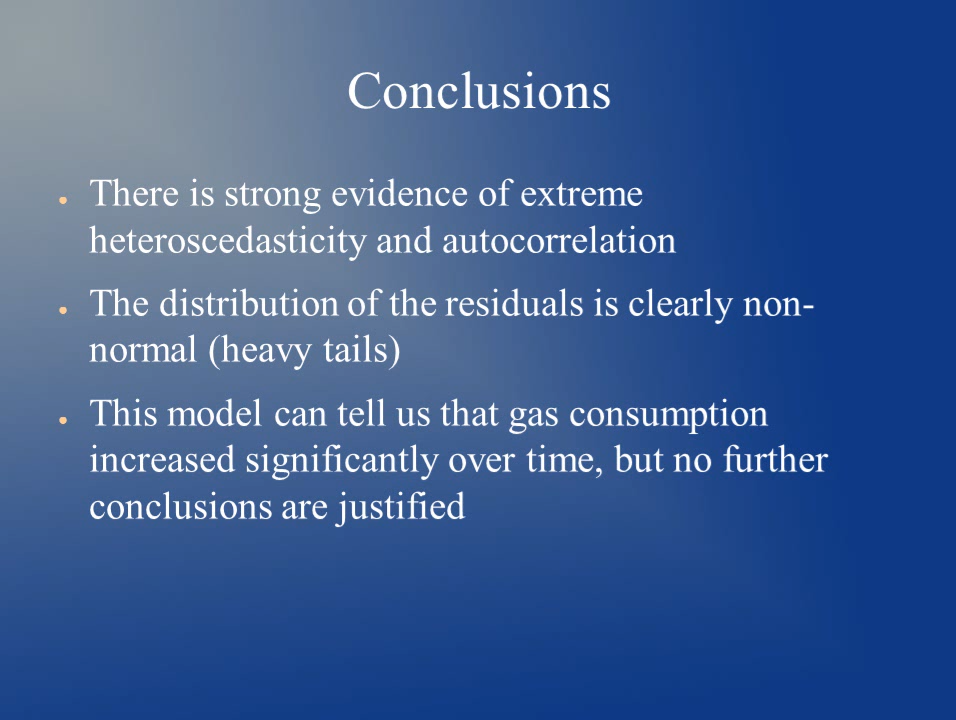 Conclusions
● There is strong evidence of extreme
heteroscedasticity and autocorrelation
● The distribution of the residuals is clearly non-
normal (heavy tails)
● This model can tell us that gas consumption
increased significantly over time, but no further
conclusions are justified